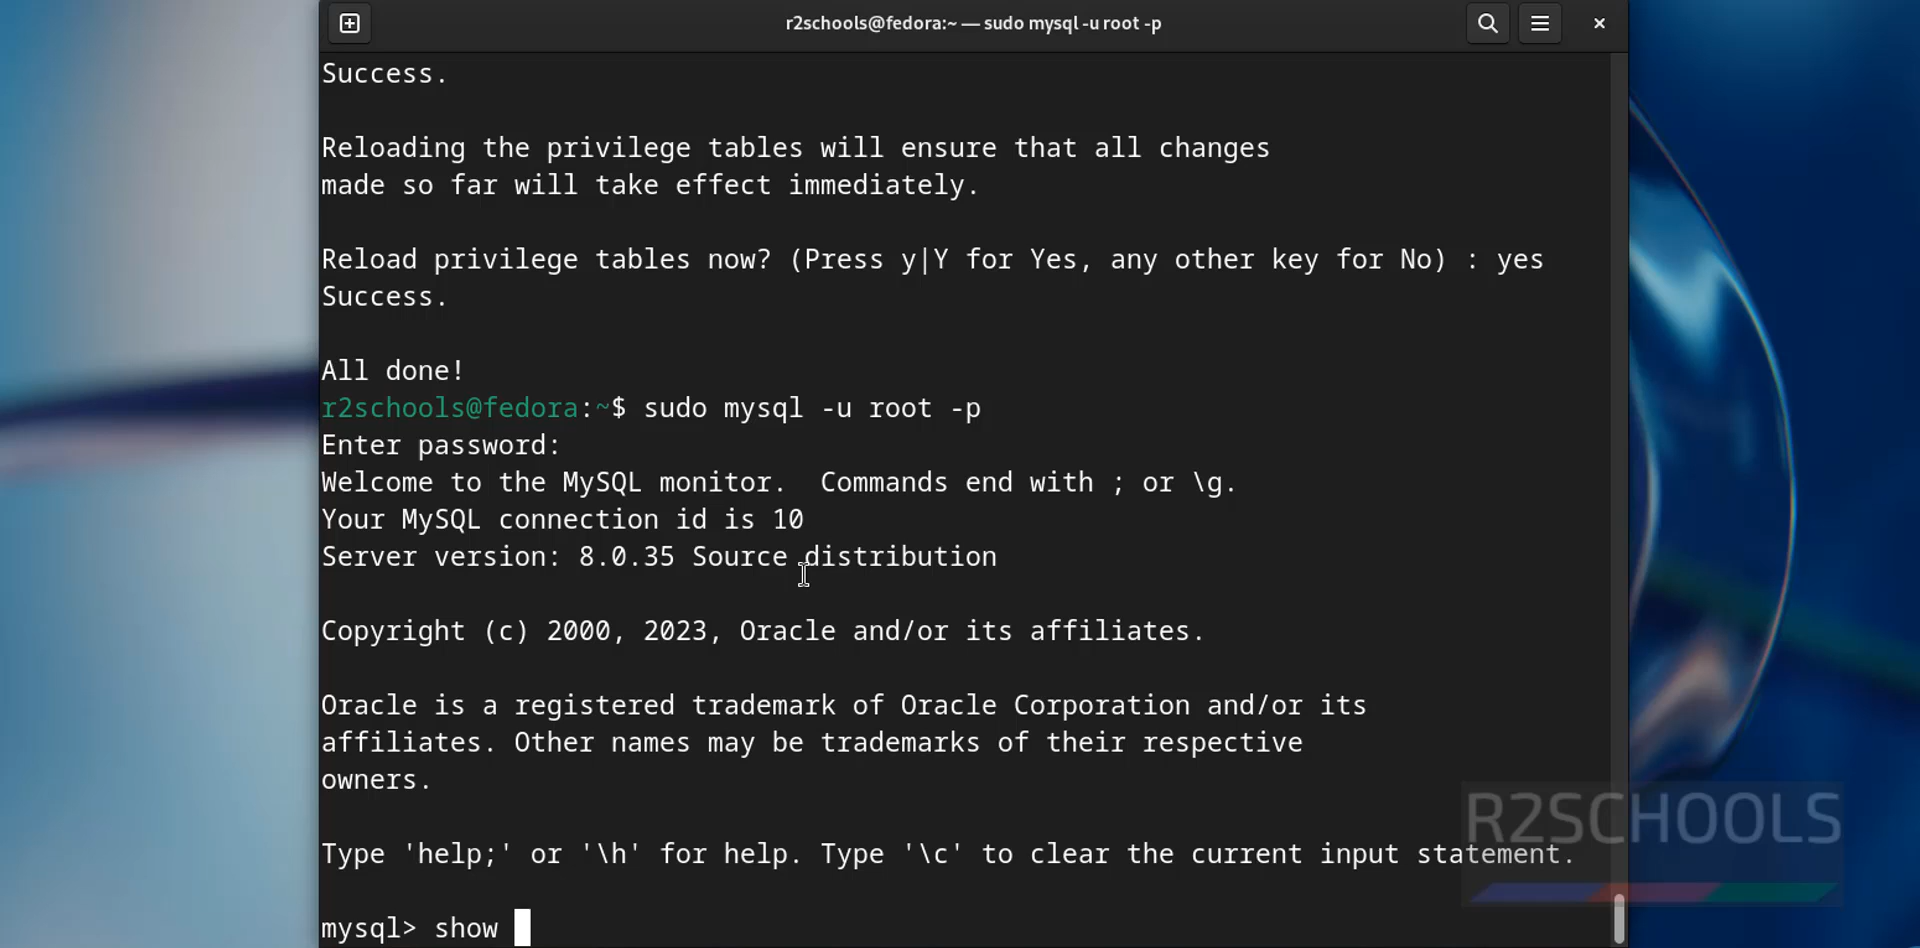 r2schools@fedora:~ — sudo mysql -u root -p
Success.
Reloading the privilege tables will ensure that all changes
made so far will take effect immediately.
Reload privilege tables now? (Press y|Y for Yes, any other key for No) : yes
Success.
All done!
r2schools@fedora:~$ sudo mysql -u root -p
Enter password:
Welcome to the MySQL monitor.  Commands end with ; or \g.
Your MySQL connection id is 10
Server version: 8.0.35 Source distribution
Copyright (c) 2000, 2023, Oracle and/or its affiliates.
Oracle is a registered trademark of Oracle Corporation and/or its
affiliates. Other names may be trademarks of their respective
owners.
R2SCHOOLS
Type 'help;' or '\h' for help. Type '\c' to clear the current input statement.
mysql> show